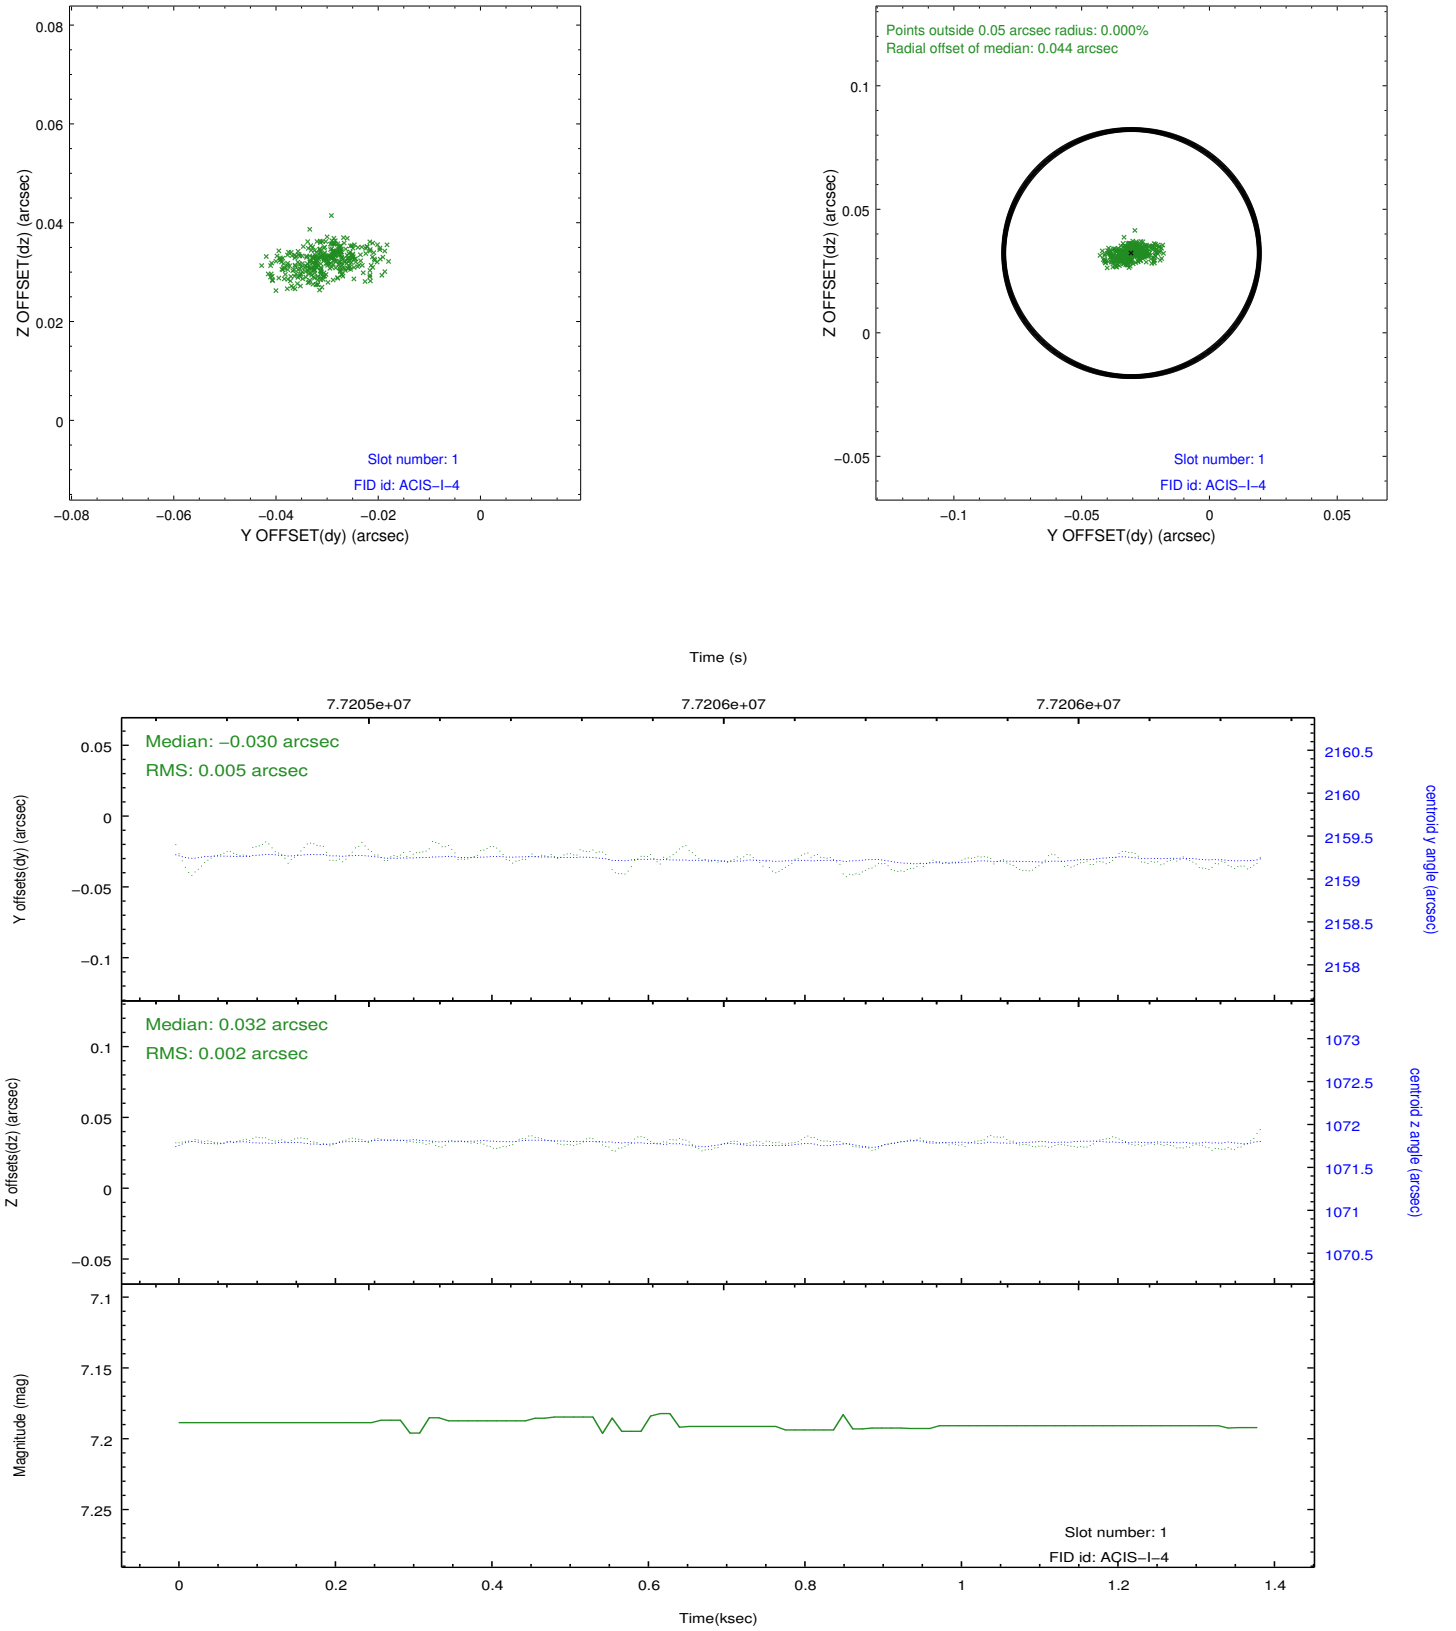 0.08
0.06
0.04
0.02
0
Z OFFSET(dz) (arcsec)
Slot number: 1
FID id: ACIS−I−4
−0.08
−0.06
−0.04
−0.02
0
Y OFFSET(dy) (arcsec)
Points outside 0.05 arcsec radius: 0.000%
Radial offset of median: 0.044 arcsec
0.1
0.05
0
−0.05
Z OFFSET(dz) (arcsec)
Slot number: 1
FID id: ACIS−I−4
−0.1
−0.05
0
0.05
Y OFFSET(dy) (arcsec)
Time (s)
7.7205e+07
7.7206e+07
7.7206e+07
Median: −0.030 arcsec
RMS: 0.005 arcsec
0.05
0
−0.05
−0.1
Y offsets(dy) (arcsec)
2160.5
2160
2159.5
2159
2158.5
2158
centroid y angle (arcsec)
Median: 0.032 arcsec
RMS: 0.002 arcsec
0.1
0.05
0
−0.05
Z offsets(dz) (arcsec)
1073
1072.5
1072
1071.5
1071
1070.5
centroid z angle (arcsec)
7.1
7.15
7.2
7.25
Magnitude (mag)
Slot number: 1
FID id: ACIS−I−4
0
0.2
0.4
0.6
0.8
1
1.2
1.4
Time(ksec)